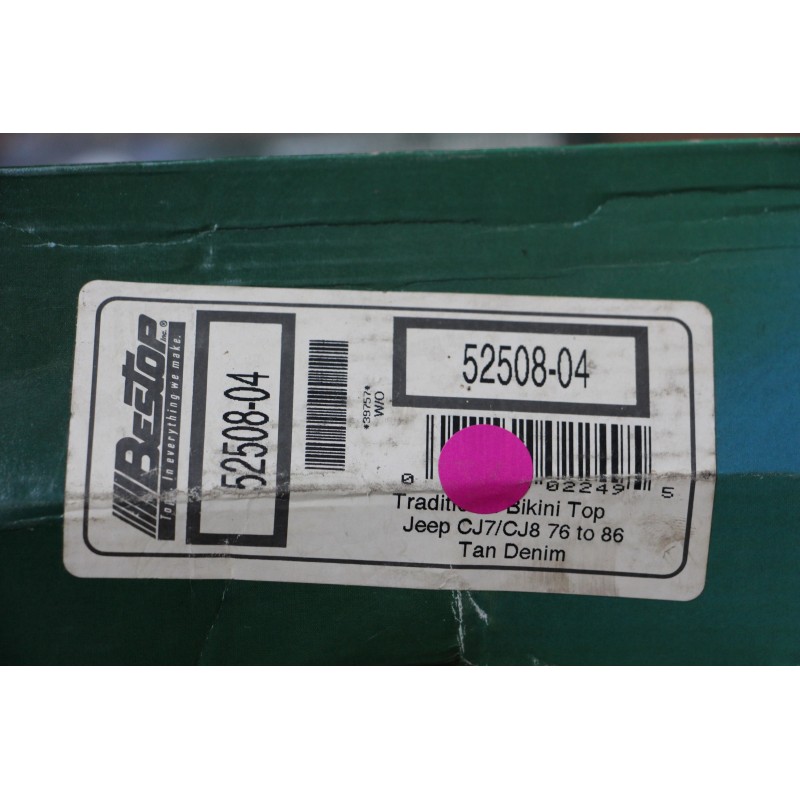 BESTOP Inc.®
Tops in everything we make.
52508-04
*39757*
W/O
52508-04
0 02249 5
Bikini Top
Jeep CJ7/CJ8 76 to 86
Tan Denim